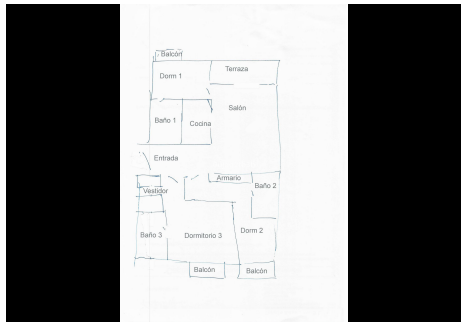 Balcón
Dorm 1
Terraza
Salón
Baño 1
Cocina
Entrada
Armario
Vestidor
Baño 2
Baño 3
Dormitorio 3
Dorm 2
Balcón
Balcón